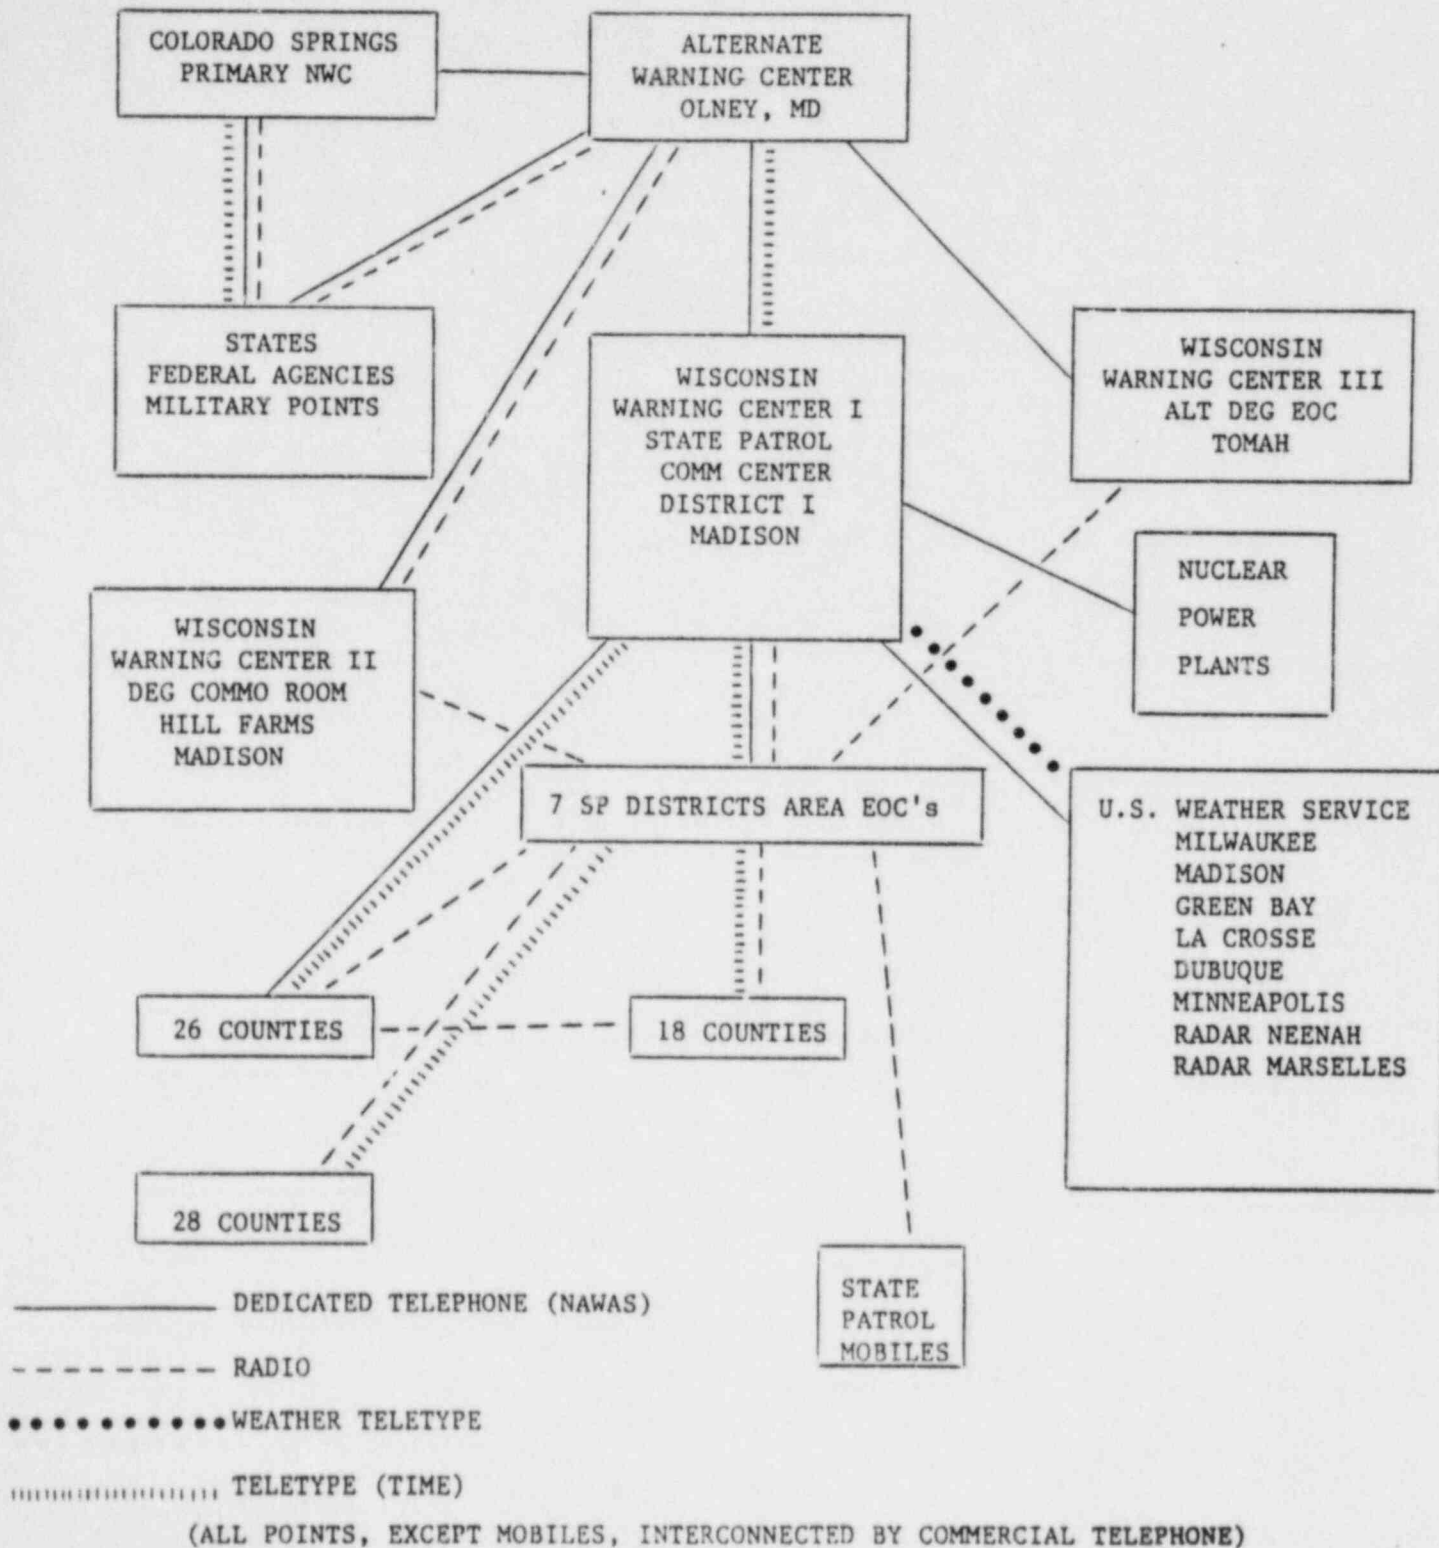 COLORADO SPRINGS
PRIMARY NWC
ALTERNATE
WARNING CENTER
OLNEY, MD
STATES
FEDERAL AGENCIES
MILITARY POINTS
WISCONSIN
WARNING CENTER I
STATE PATROL
COMM CENTER
DISTRICT I
MADISON
WISCONSIN
WARNING CENTER III
ALT DEG EOC
TOMAH
NUCLEAR
POWER
PLANTS
WISCONSIN
WARNING CENTER II
DEG COMMO ROOM
HILL FARMS
MADISON
7 SP DISTRICTS AREA EOC's
U.S. WEATHER SERVICE
MILWAUKEE
MADISON
GREEN BAY
LA CROSSE
DUBUQUE
MINNEAPOLIS
RADAR NEENAH
RADAR MARSELLES
26 COUNTIES
18 COUNTIES
28 COUNTIES
STATE
PATROL
MOBILES
DEDICATED TELEPHONE (NAWAS)
RADIO
WEATHER TELETYPE
TELETYPE (TIME)
(ALL POINTS, EXCEPT MOBILES, INTERCONNECTED BY COMMERCIAL TELEPHONE)